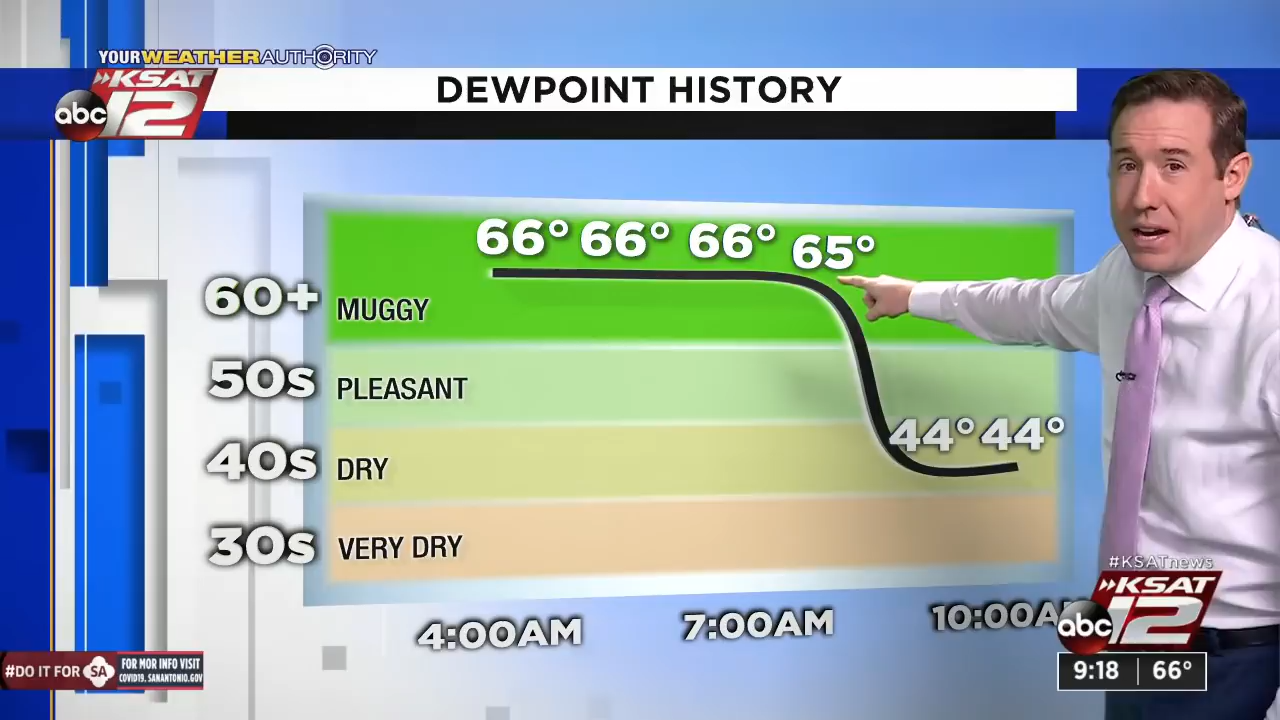 YOUR WEATHER AUTHORITY
KSAT
abc 12
DEWPOINT HISTORY
66° 66° 66° 65°
60+ MUGGY
50s PLEASANT
44° 44°
40s DRY
30s VERY DRY
4:00AM 7:00AM 10:00A
#KSATnews
KSAT
abc 12
9:18 66°
#DO IT FOR SA
FOR MOR INFO VISIT
COVID19.SANANTONIO.GOV